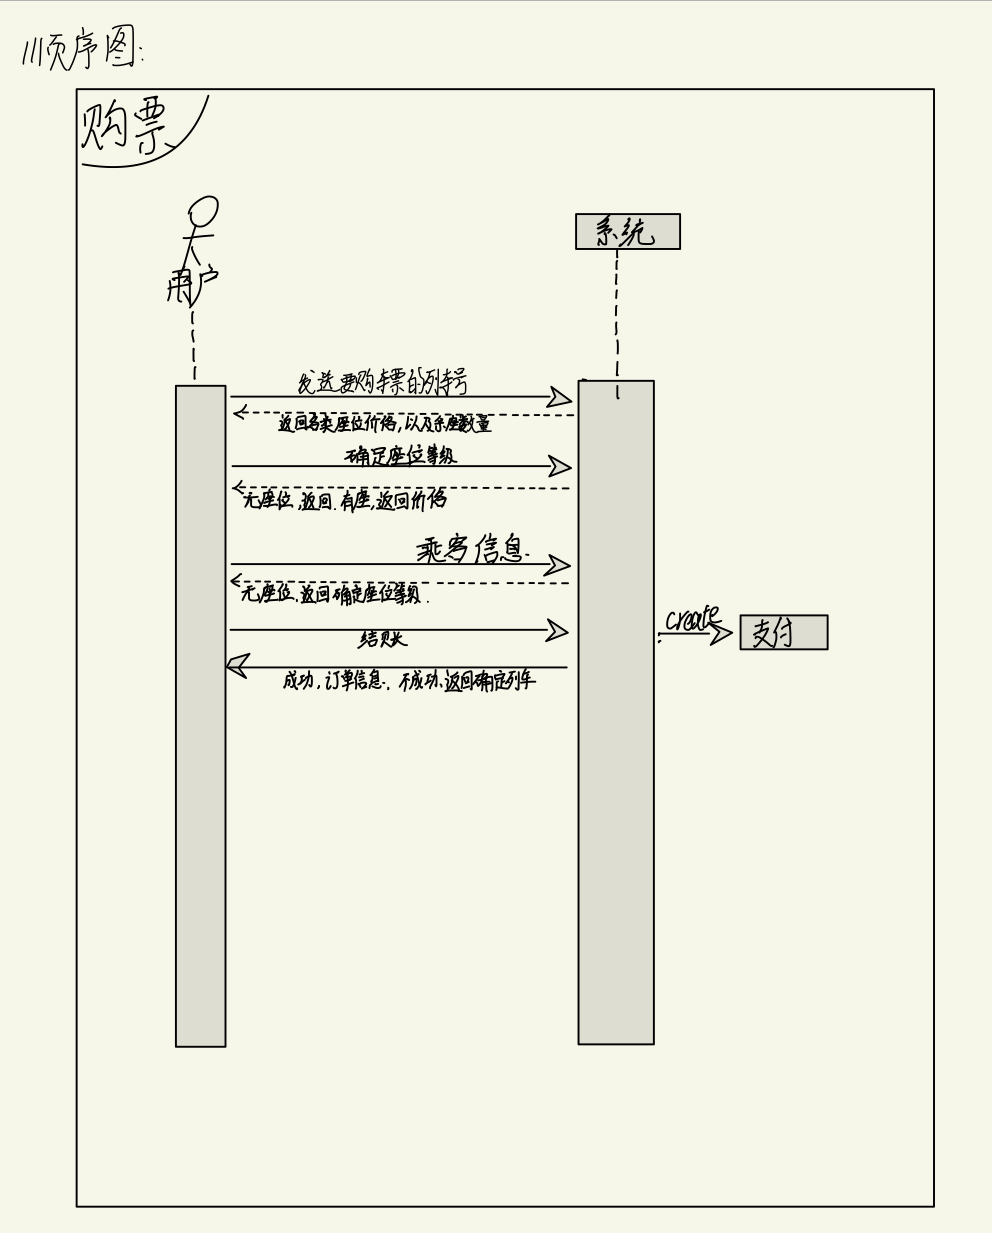 顺序图:
购票
用户
系统
发送要购车票的列车号
返回各类座位价格,以及余座数量
确定座位等级
无座位,返回.有座,返回价格
乘客信息.
无座位.返回确定座位等级.
create
结账
支付
成功,订单信息.不成功,返回确定列车